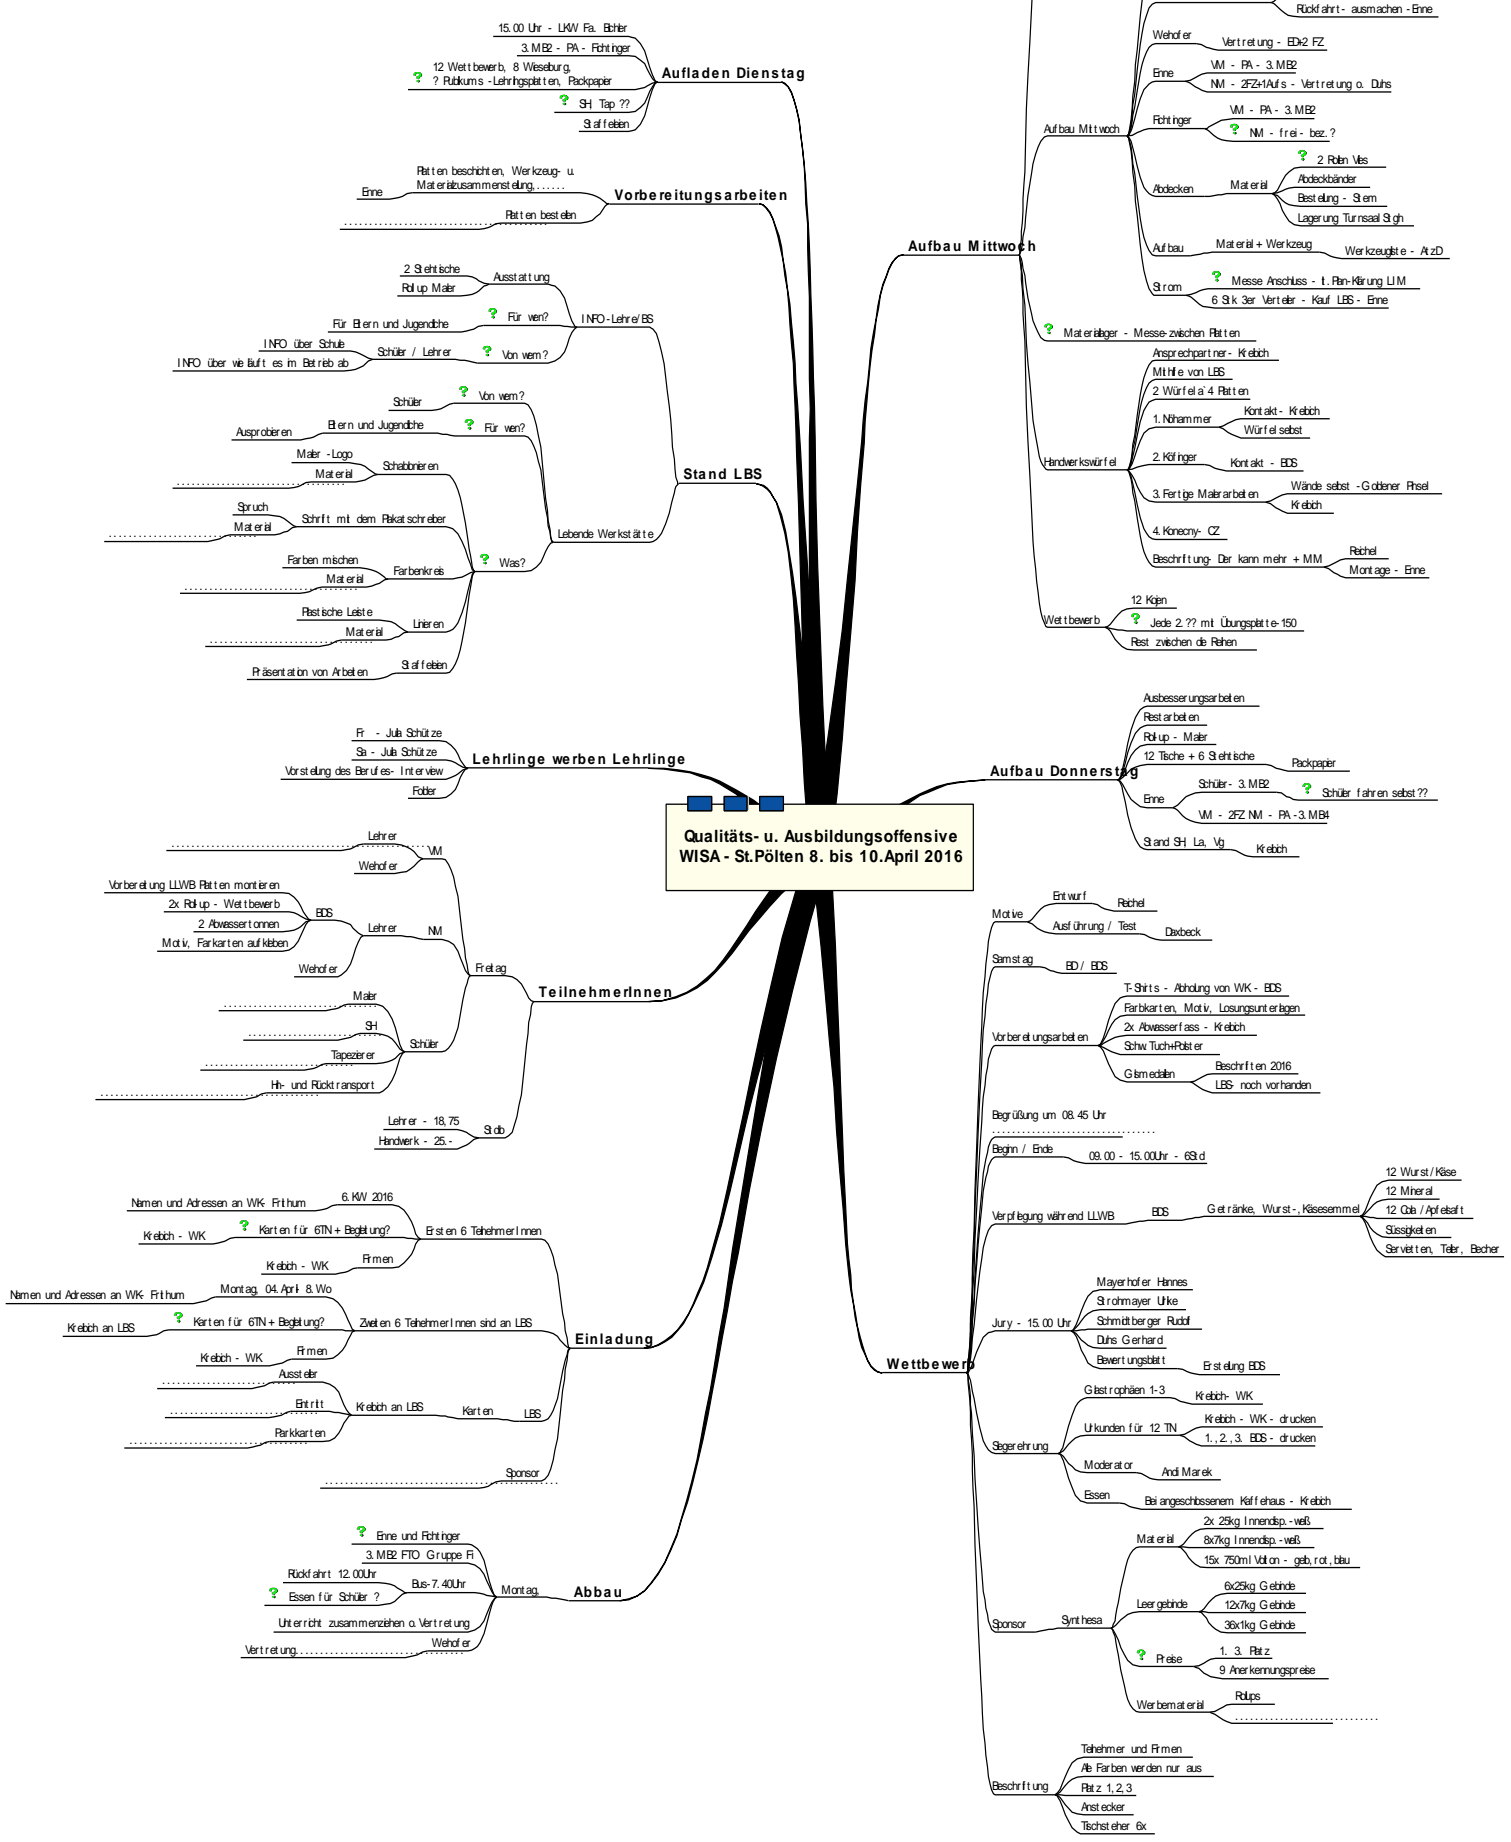 Qualitäts- u. Ausbildungsoffensive
WISA - St.Pölten 8. bis 10.April 2016
Aufladen Dienstag
15.00 Uhr - LKW Fa. Bichler
3. MB2 - PA - Fichtinger
12 Wettbewerb, 8 Wieselburg,
? Publikums - Lehrlingsplatten, Packpapier
SH, Tap ??
Staffeleien
Vorbereitungsarbeiten
Platten beschichten, Werkzeug- u.
Materialzusammenstellung,......
Enne
Platten bestellen
Stand LBS
INFO-Lehre/BS
Ausstattung
2 Stehtische
Rollup Maler
Für wen?
Für Eltern und Jugendliche
Von wem?
Schüler / Lehrer
INFO über Schule
INFO über wie läuft es im Betrieb ab
Lebende Werkstätte
Von wem?
Schüler
Für wen?
Eltern und Jugendliche
Ausprobieren
Was?
Schablonieren
Maler -Logo
Material
Schrift mit dem Plakatschreiber
Spruch
Material
Farbenkreis
Farben mischen
Material
Linieren
Plastische Leiste
Material
Staffeleien
Präsentation von Arbeiten
Lehrlinge werben Lehrlinge
Fr - Julia Schütze
Sa - Julia Schütze
Vorstellung des Berufes- Interview
Folder
TeilnehmerInnen
Freitag
VM
Lehrer
Wehofer
NM
Lehrer
BDS
Vorbereitung LLWB Platten montieren
2x Roll-up - Wettbewerb
2 Abwassertonnen
Motiv, Farkarten aufkleben
Wehofer
Schüler
Maler
SH
Tapezierer
Hin- und Rücktransport
Stdlb
Lehrer - 18,75
Handwerk - 25.-
Einladung
Ersten 6 TeilnehmerInnen
6. KW 2016
Namen und Adressen an WK- Frithum
Karten für 6TN + Begleitung?
Krebich - WK
Firmen
Krebich - WK
Zweiten 6 TeilnehmerInnen sind an LBS
Montag, 04. April- 8. Wo
Namen und Adressen an WK- Frithum
Karten für 6TN + Begleitung?
Krebich an LBS
Firmen
Krebich - WK
LBS
Karten
Krebich an LBS
Aussteller
Eintritt
Parkkarten
Sponsor
Abbau
Montag,
Enne und Fichtinger
3. MB2 FTO Gruppe Fi
Bus-7.40Uhr
Rückfahrt 12.00Uhr
Essen für Schüler ?
Unterricht zusammenziehen o. Vertretung
Wehofer
Vertretung
Aufbau Mittwoch
Aufbau Mittwoch
Rückfahrt- ausmachen -Enne
Wehofer
Vertretung - ED+2 FZ
Enne
VM - PA - 3. MB2
NM - 2FZ+1Aufs - Vertretung o. Duhs
Fichtinger
VM - PA - 3. MB2
NM - frei - bez. ?
Abdecken
Material
2 Rollen Vlies
Abdeckbänder
Bestellung - Stiem
Lagerung Turnsaal Stgh
Aufbau
Material + Werkzeug
Werkzeugliste - AtzD
Strom
Messe Anschluss - lt. Plan-Klärung LIM
6 Stk 3er Verteiler - Kauf LBS - Enne
Materiallager - Messe-zwischen Platten
Handwerkswürfel
Ansprechpartner- Krebich
Mithilfe von LBS
2 Würfel a` 4 Platten
1. Nöhammer
Kontakt - Krebich
Würfel selbst
2. Köfinger
Kontakt - BDS
3. Fertige Malerarbeiten
Wände selbst - Goldener Pinsel
Krebich
4. Konecny- CZ
Beschriftung- Der kann mehr + MM
Reichel
Montage - Enne
Wettbewerb
12 Kojen
Jede 2. ?? mit Übungsplatte-150
Rest zwischen die Reihen
Aufbau Donnerstag
Ausbesserungsarbeiten
Restarbeiten
Roll-up - Maler
12 Tische + 6 Stehtische
Packpapier
Enne
Schüler - 3. MB2
Schüler fahren selbst??
VM - 2FZ NM - PA -3. MB4
Stand SH, La, Vg
Krebich
Wettbewerb
Motive
Entwurf
Reichel
Ausführung / Test
Daxbeck
Samstag
BD / BDS
Vorbereitungsarbeiten
T-Shirts - Abholung von WK - BDS
Farbkarten, Motiv, Losungsunterlagen
2x Abwasserfass - Krebich
Schw.Tuch+Polster
Gilsmedalen
Beschriften 2016
LBS- noch vorhanden
Begrüßung um 08.45 Uhr
Beginn / Ende
09.00 - 15.00Uhr - 6Std
Verpflegung während LLWB
BDS
Getränke, Wurst-, Käsesemmel
12 Wurst/Käse
12 Mineral
12 Cola /Apfelsaft
Süssigkeiten
Servietten, Teller, Becher
Jury - 15.00 Uhr
Mayerhofer Hannes
Strohmayer Ulrike
Schmidtberger Rudolf
Duhs Gerhard
Bewertungsblatt
Erstellung BDS
Siegerehrung
Glastrophäen 1-3
Krebich- WK
Urkunden für 12 TN
Krebich - WK - drucken
1., 2., 3. BDS - drucken
Moderator
Andi Marek
Essen
Bei angeschlossenem Kaffehaus - Krebich
Sponsor
Synthesa
Material
2x 25kg Innendisp. -weiß
8x7kg Innendisp. -weiß
15x 750ml Volton - gelb, rot, blau
Leergebinde
6x25kg Gebinde
12x7kg Gebinde
36x1kg Gebinde
Preise
1. 3. Platz
9 Anerkennungspreise
Werbematerial
Rollups
Beschriftung
Teilnehmer und Firmen
Alle Farben werden nur aus
Platz 1, 2, 3
Anstecker
Tischsteher 6x